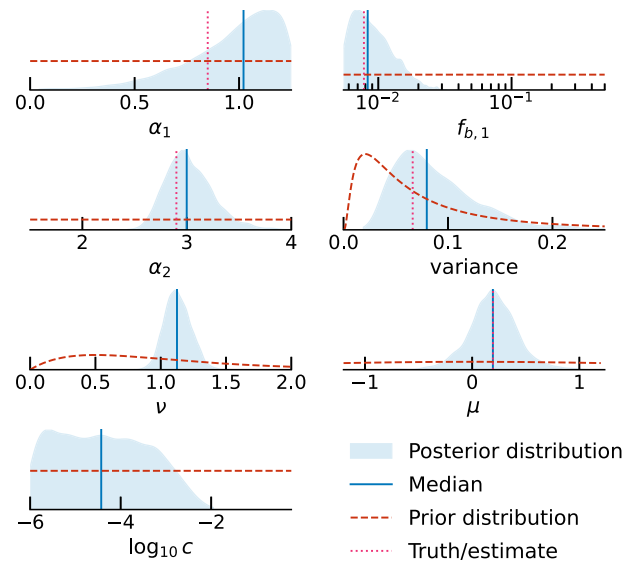 0.0 0.5 1.0
α₁
10⁻² 10⁻¹
f_{b,1}
2 3 4
α₂
0.0 0.1 0.2
variance
0.0 0.5 1.0 1.5 2.0
ν
−1 0 1
μ
−6 −4 −2
log₁₀ c
Posterior distribution
Median
Prior distribution
Truth/estimate